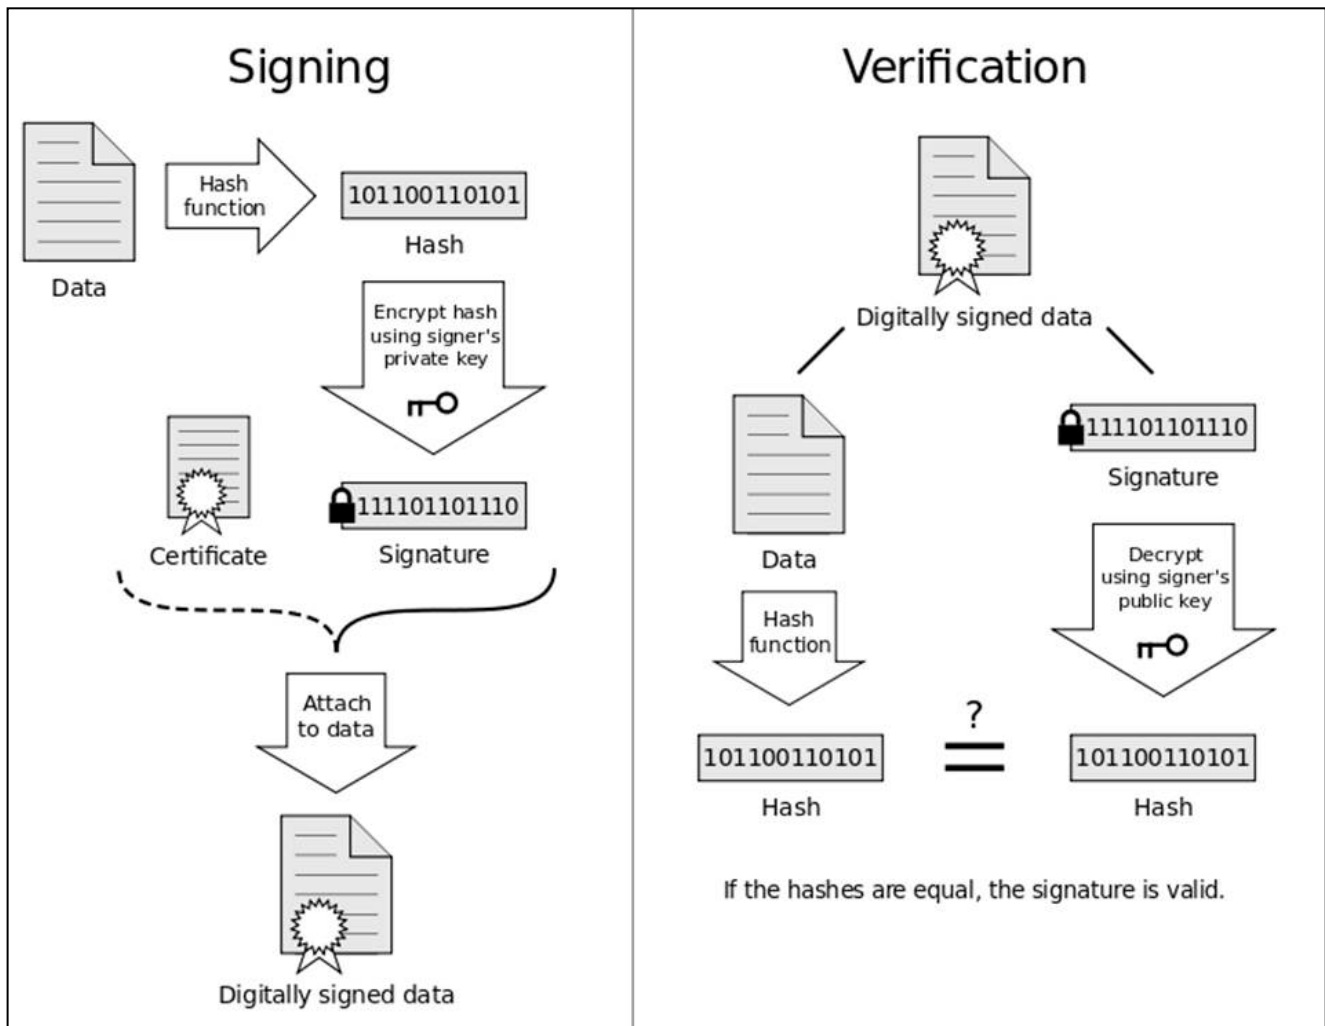 Signing
Hash
function
101100110101
Hash
Data
Encrypt hash
using signer's
private key
111101101110
Certificate
Signature
Attach
to data
Digitally signed data
Verification
Digitally signed data
111101101110
Signature
Data
Hash
function
Decrypt
using signer's
public key
?
101100110101
101100110101
Hash
Hash
If the hashes are equal, the signature is valid.